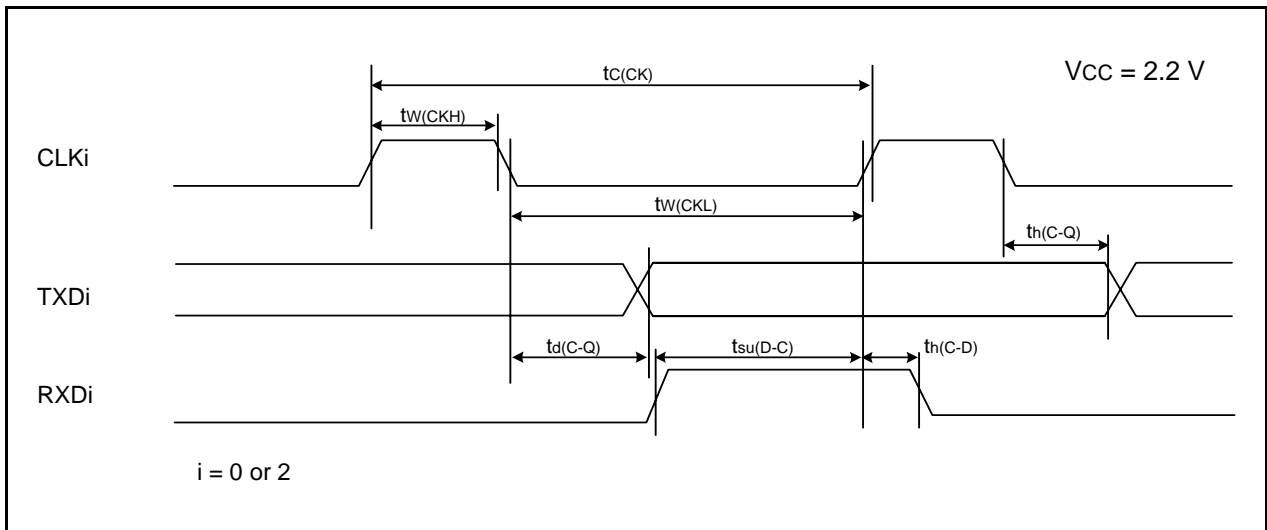 tC(CK)
VCC = 2.2 V
tW(CKH)
CLKi
tW(CKL)
th(C-Q)
TXDi
td(C-Q)
tsu(D-C)
th(C-D)
RXDi
i = 0 or 2